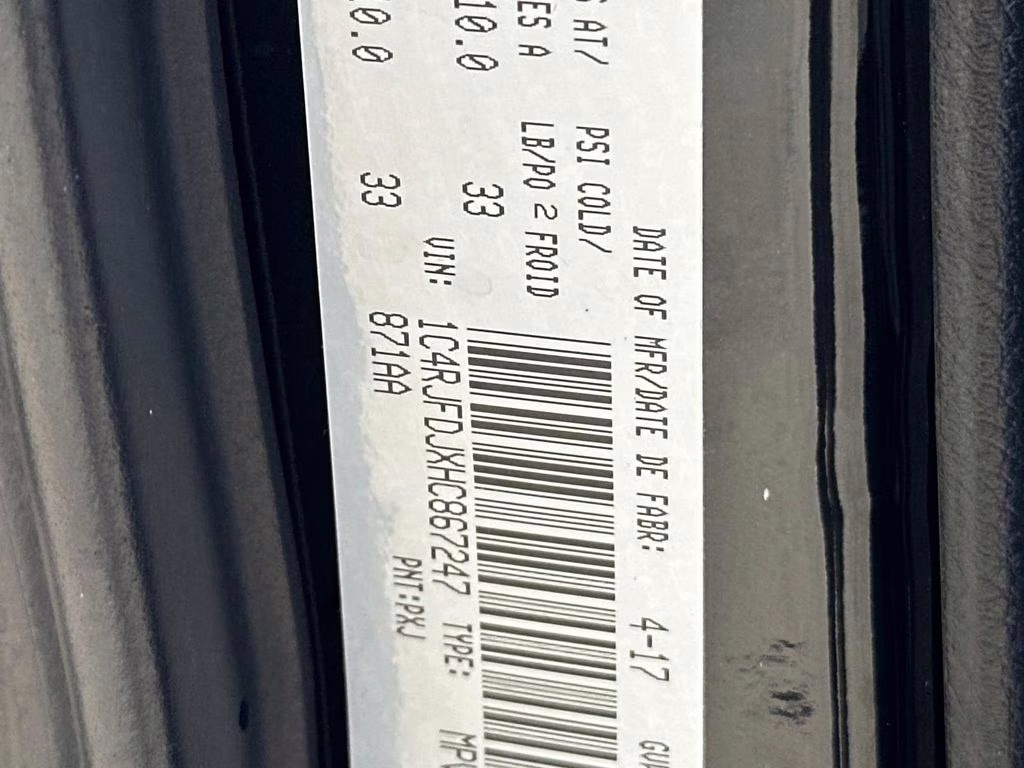 DATE OF MFR/DATE DE FABR: 4-17
AT/ PSI COLD/
ES A LB/PO 2 FROID
10.0 33
VIN: 1C4RJFDJXHC867247 TYPE: MP
0.0 33 871AA
PNT:PXJ